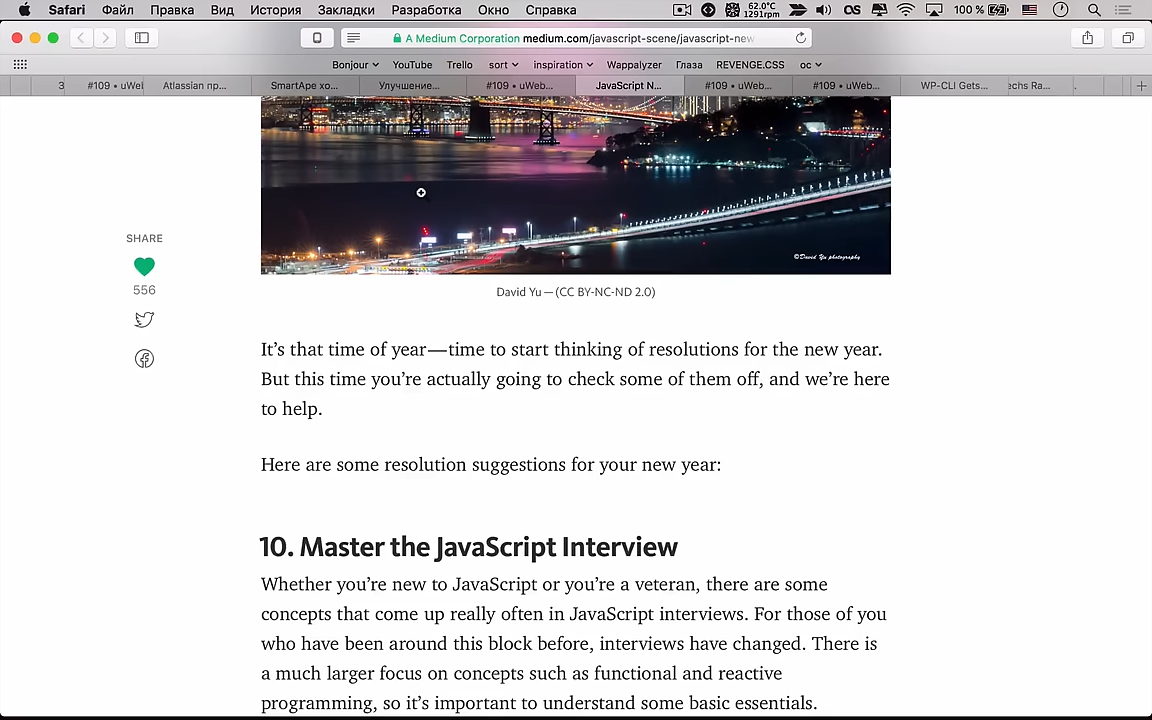 Safari Файл Правка Вид История Закладки Разработка Окно Справка 62.0°C 1291rpm 100 %
A Medium Corporation medium.com/javascript-scene/javascript-new
Bonjour YouTube Trello sort inspiration Wappalyzer Глаза REVENGE.CSS ос
3 #109 • uWel Atlassian пр... SmartApe хо... Улучшение... #109 • uWeb... JavaScript N... #109 • uWeb... #109 • uWeb... WP-CLI Gets... echs Ra...
©David Yu photography
David Yu — (CC BY-NC-ND 2.0)
SHARE
556
It’s that time of year — time to start thinking of resolutions for the new year.
But this time you’re actually going to check some of them off, and we’re here
to help.
Here are some resolution suggestions for your new year:
10. Master the JavaScript Interview
Whether you’re new to JavaScript or you’re a veteran, there are some
concepts that come up really often in JavaScript interviews. For those of you
who have been around this block before, interviews have changed. There is
a much larger focus on concepts such as functional and reactive
programming, so it’s important to understand some basic essentials.